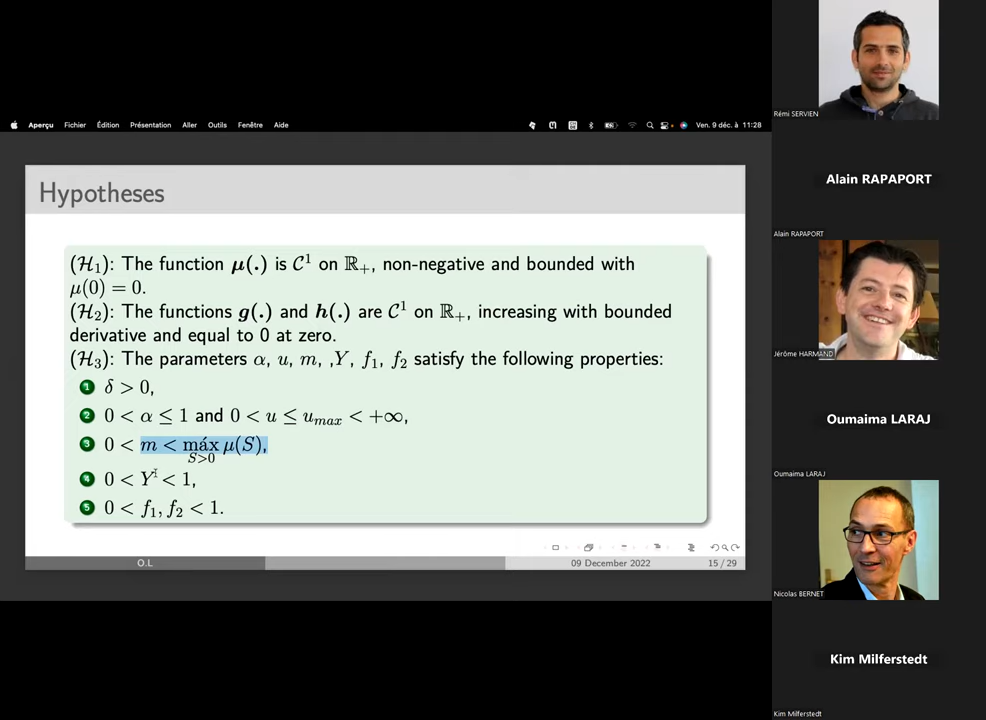 Aperçu Fichier Édition Présentation Aller Outils Fenêtre Aide Ven. 9 déc. à 11:28
Hypotheses
(ℋ₁): The function μ(.) is 𝒞¹ on ℝ₊, non-negative and bounded with
μ(0) = 0.
(ℋ₂): The functions g(.) and h(.) are 𝒞¹ on ℝ₊, increasing with bounded
derivative and equal to 0 at zero.
(ℋ₃): The parameters α, u, m, ,Y, f₁, f₂ satisfy the following properties:
1 δ > 0,
2 0 < α ≤ 1 and 0 < u ≤ uₘₐₓ < +∞,
3 0 < m < máx μ(S),
S>0
4 0 < Y < 1,
5 0 < f₁, f₂ < 1.
O.L 09 December 2022 15 / 29
Rémi SERVIEN
Alain RAPAPORT
Alain RAPAPORT
Jérôme HARMAND
Oumaima LARAJ
Oumaima LARAJ
Nicolas BERNET
Kim Milferstedt
Kim Milferstedt